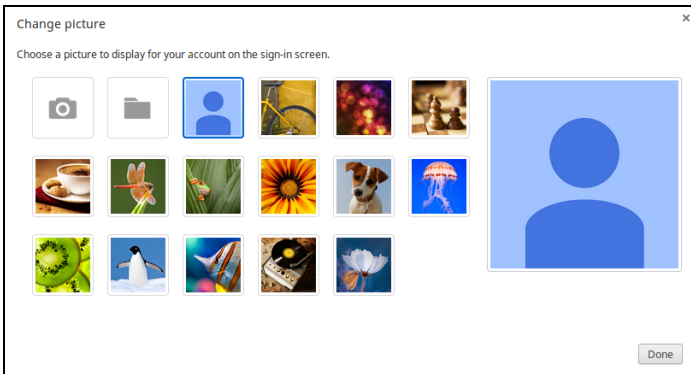 Change picture
×
Choose a picture to display for your account on the sign-in screen.
Done